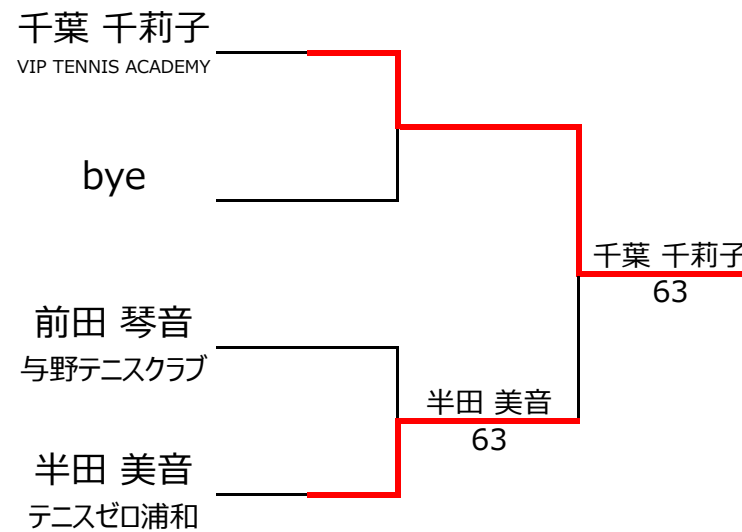 千葉 千莉子
VIP TENNIS ACADEMY
bye
千葉 千莉子
63
前田 琴音
与野テニスクラブ
半田 美音
63
半田 美音
テニスゼロ浦和